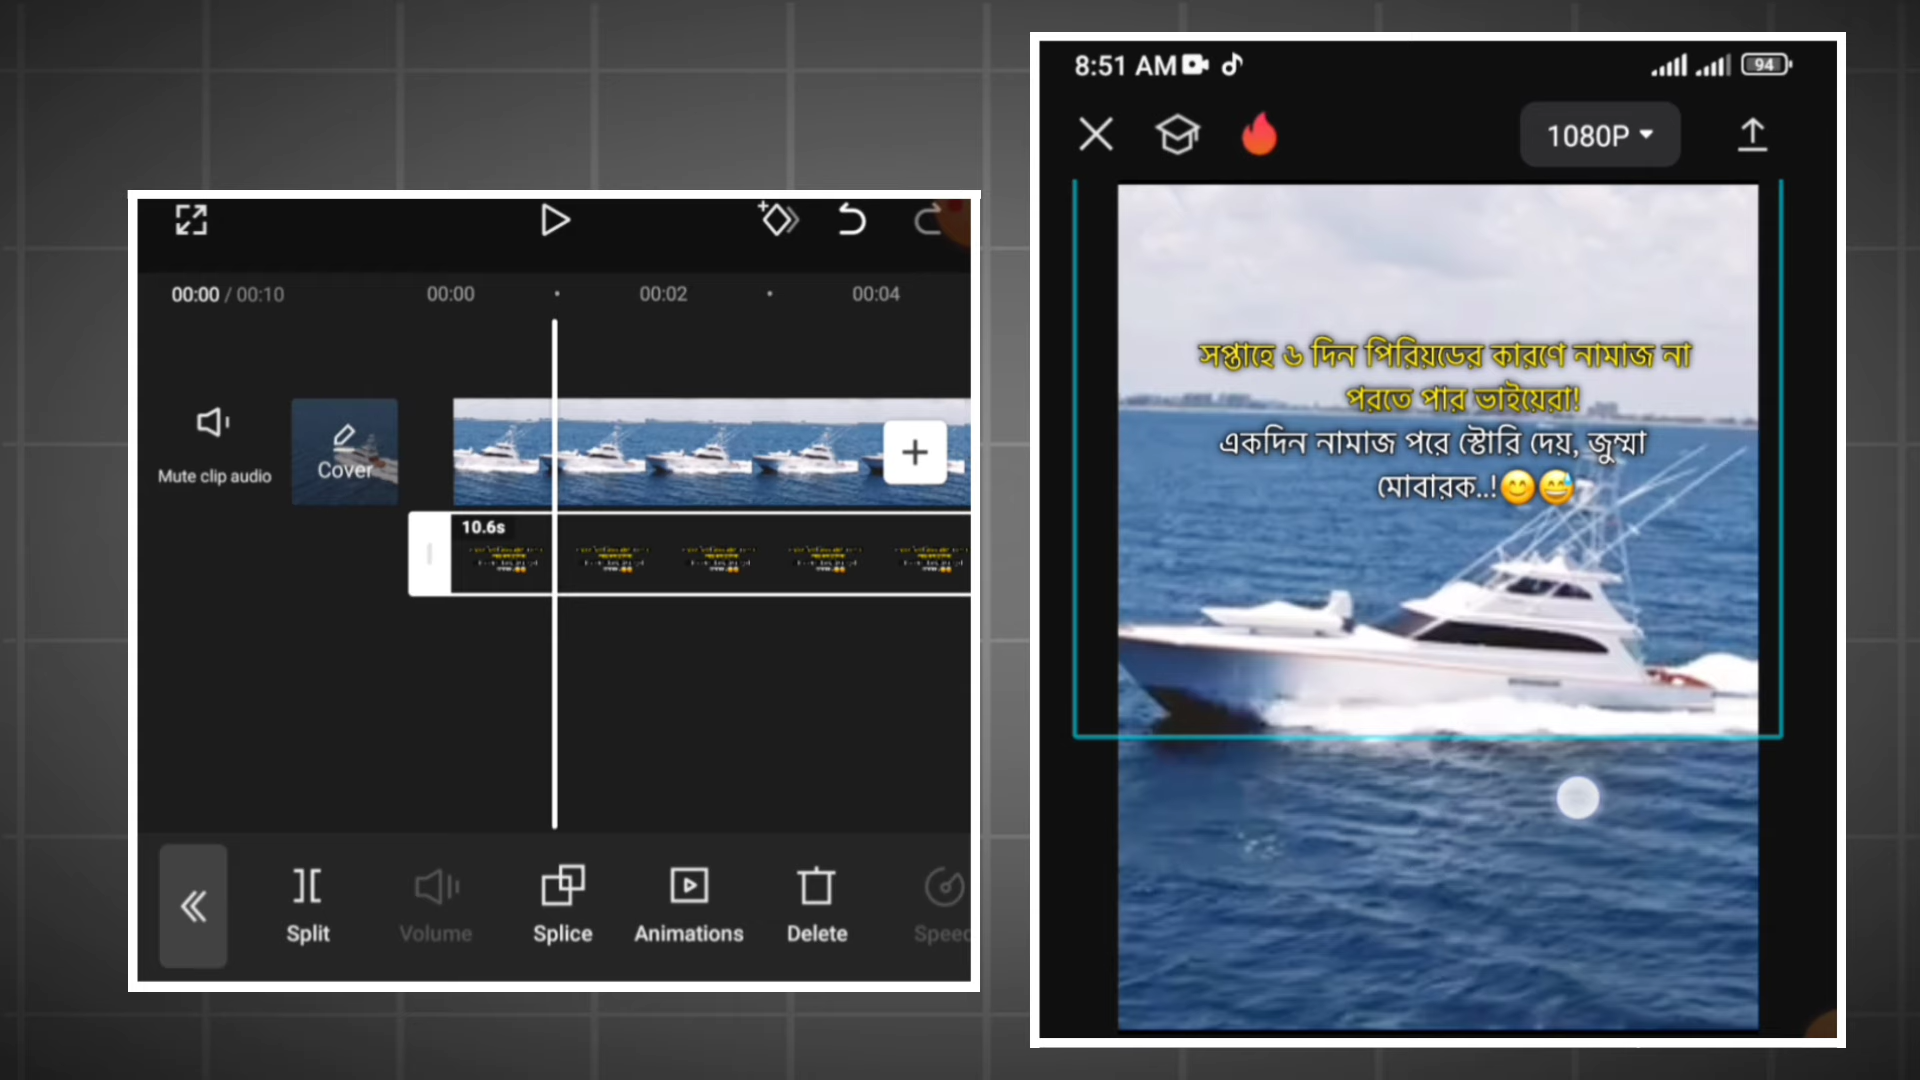 00:00 / 00:10
00:00
00:02
00:04
Mute clip audio
Cover
10.6s
Split
Volume
Splice
Animations
Delete
Speed
8:51 AM
94
1080P
সপ্তাহে ৬ দিন পিরিয়ডের কারণে নামাজ না
পরতে পার ভাইয়েরা!
একদিন নামাজ পরে স্টোরি দেয়, জুম্মা
মোবারক..!😊😅